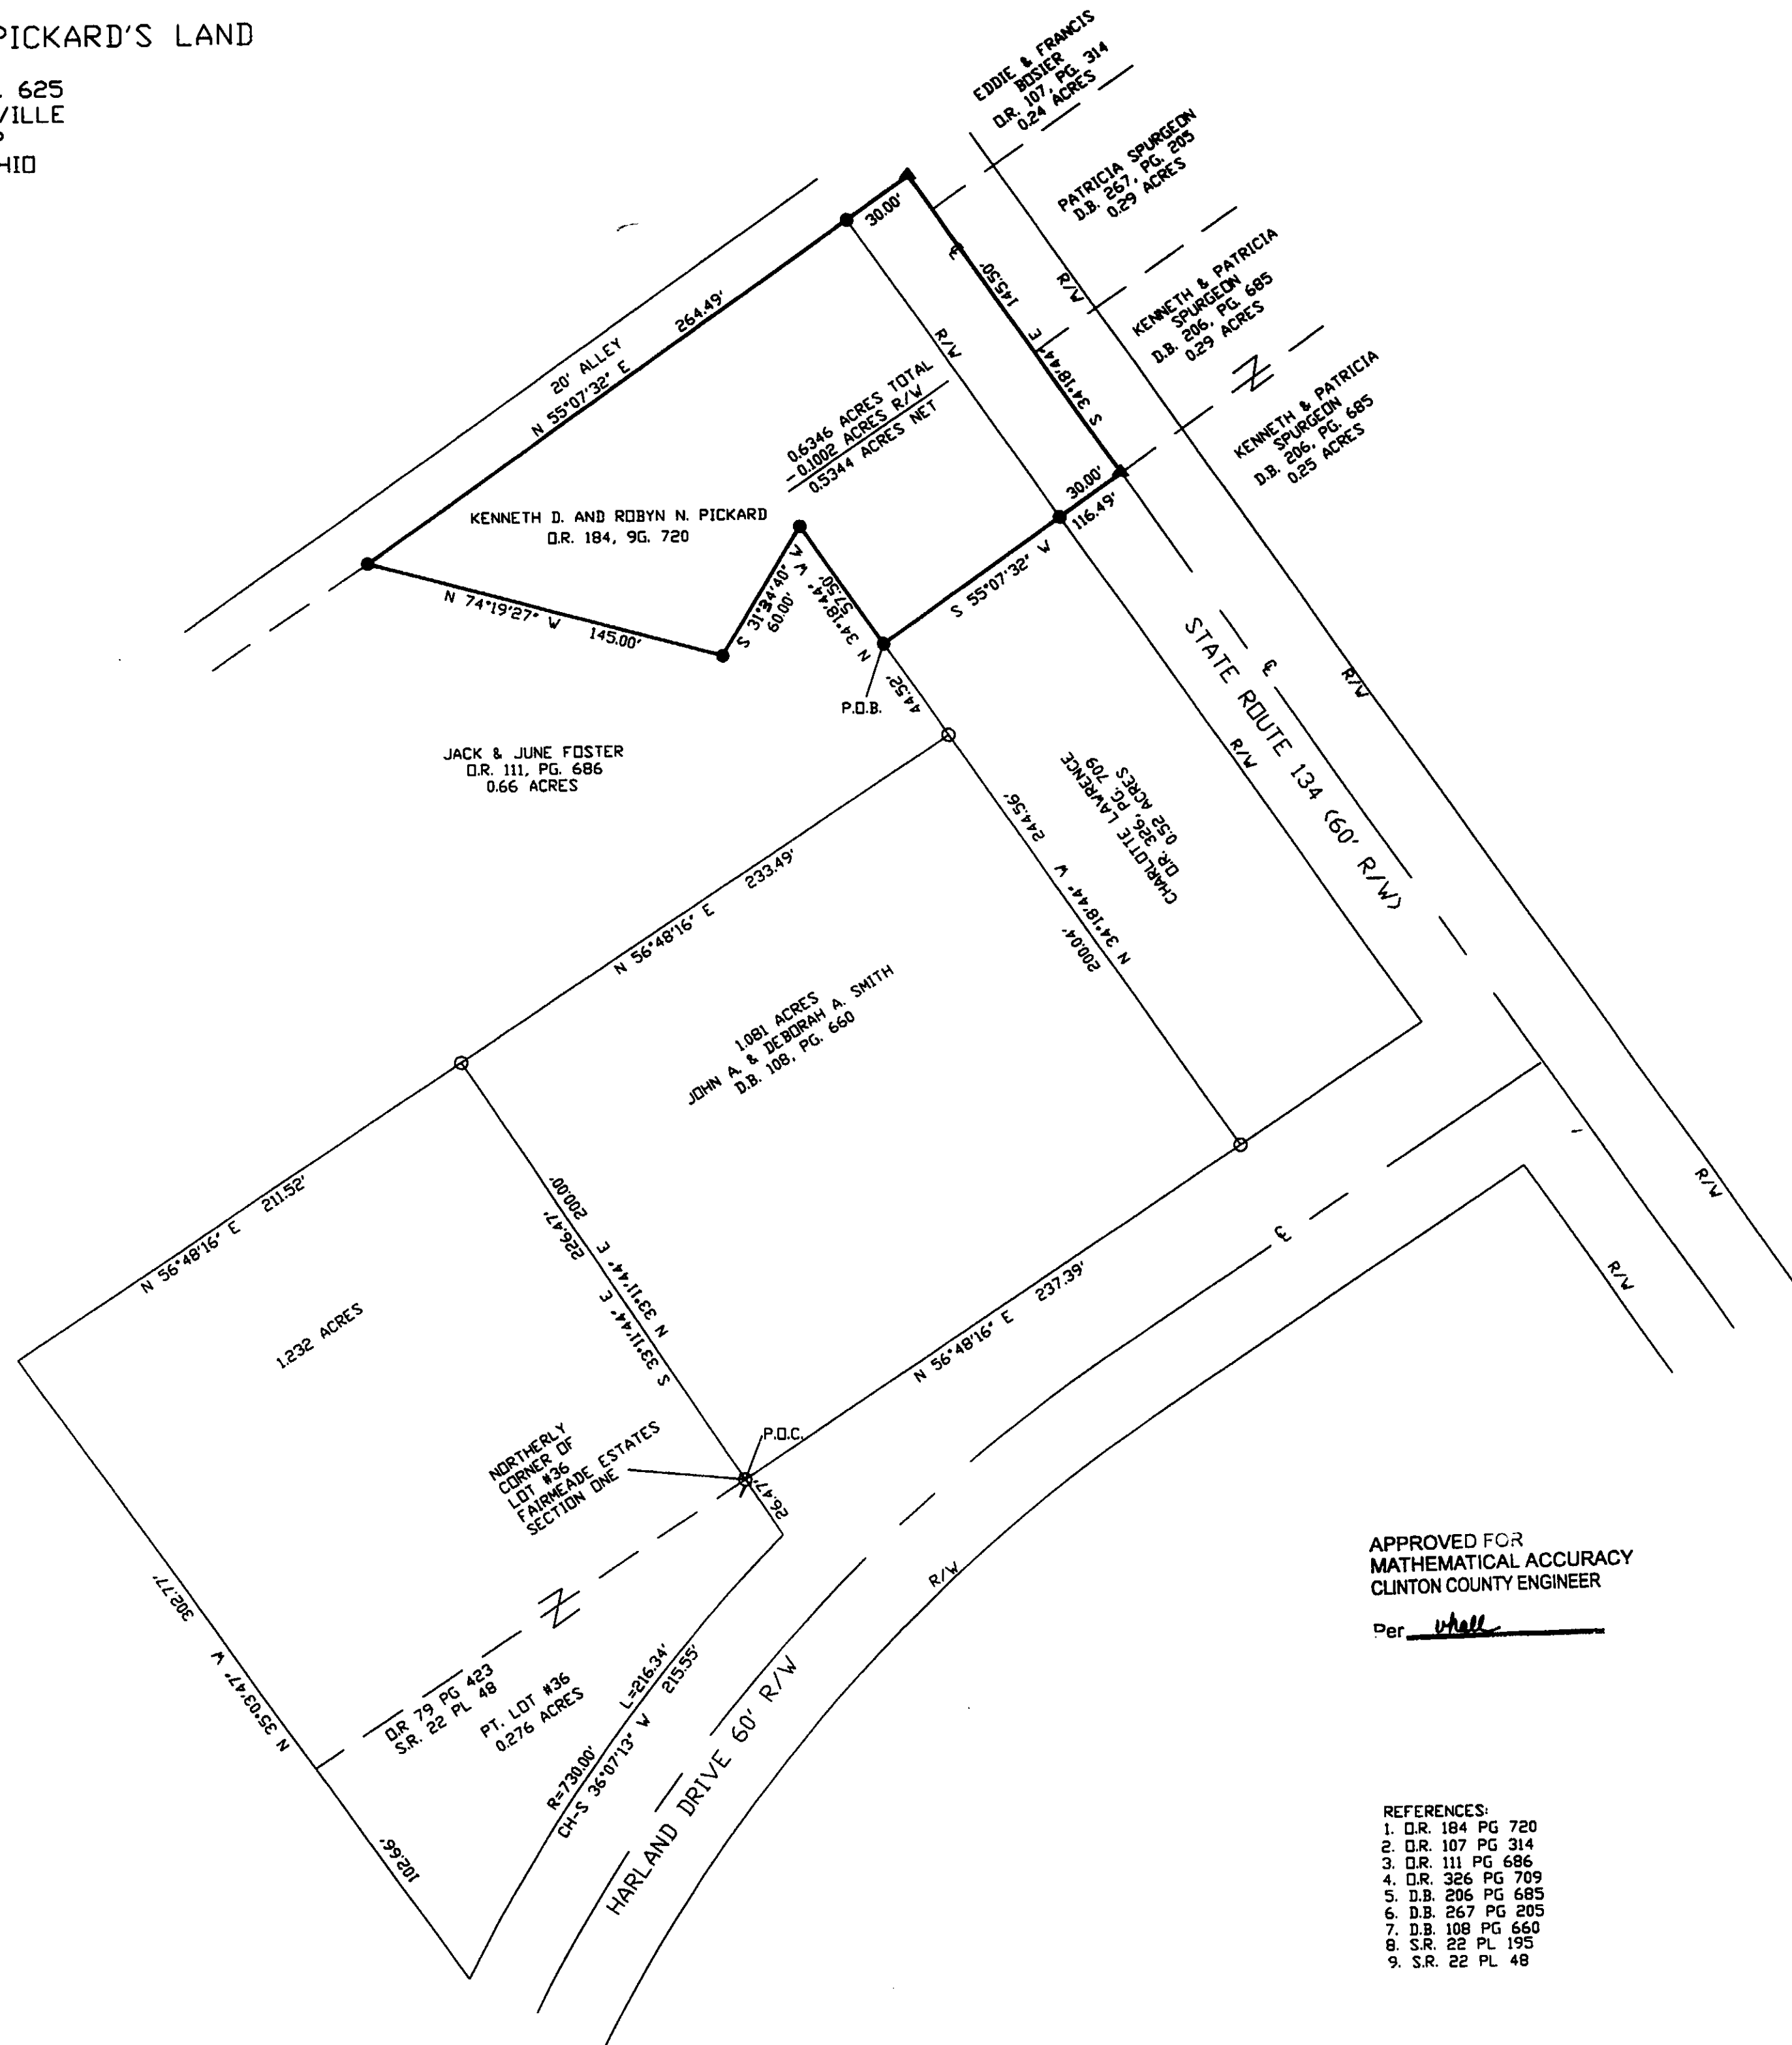 PICKARD'S LAND
625
VILLE
HIO
EDDIE & FRANCIS
BOSIER
O.R. 107, PG. 314
0.24 ACRES
PATRICIA SPURGEON
D.B. 267, PG. 205
0.29 ACRES
KENNETH & PATRICIA
SPURGEON
D.B. 206, PG. 685
0.29 ACRES
KENNETH & PATRICIA
SPURGEON
D.B. 206, PG. 685
0.25 ACRES
30.00'
R/W
R/W
S 34°18'44" E 145.50'
20' ALLEY
N 55°07'32" E 264.49'
0.6346 ACRES TOTAL
- 0.1002 ACRES R/W
0.5344 ACRES NET
KENNETH D. AND ROBYN N. PICKARD
O.R. 184, 9G. 720
N 74°19'27" W 145.00'
S 31°34'40" W
60.00'
N 34°18'44" W
57.50'
30.00'
116.49'
S 55°07'32" W
P.O.B.
44.52'
STATE ROUTE 134 (60' R/W)
R/W
R/W
JACK & JUNE FOSTER
O.R. 111, PG. 686
0.66 ACRES
CHARLOTTE LAWRENCE
O.R. 326, PG. 709
0.52 ACRES
N 34°18'44" W 244.56'
200.04'
N 56°48'16" E 233.49'
1.081 ACRES
JOHN A. & DEBORAH A. SMITH
D.B. 108, PG. 660
N 56°48'16" E 211.52'
200.00'
226.47'
N 33°11'44" E
S 33°11'44" E
R/W
R/W
N 56°48'16" E 237.39'
1.232 ACRES
NORTHERLY
CORNER OF
LOT #36
FAIRMEADE ESTATES
SECTION ONE
P.O.C.
26.47'
R/W
N 35°03'47" W 302.77'
O.R 79 PG 423
S.R. 22 PL 48
PT. LOT #36
0.276 ACRES
R=730.00' L=216.34'
CH-S 36°07'13" W 215.55'
102.66'
HARLAND DRIVE 60' R/W
APPROVED FOR
MATHEMATICAL ACCURACY
CLINTON COUNTY ENGINEER
Per
REFERENCES:
1. O.R. 184 PG 720
2. O.R. 107 PG 314
3. O.R. 111 PG 686
4. O.R. 326 PG 709
5. D.B. 206 PG 685
6. D.B. 267 PG 205
7. D.B. 108 PG 660
8. S.R. 22 PL 195
9. S.R. 22 PL 48